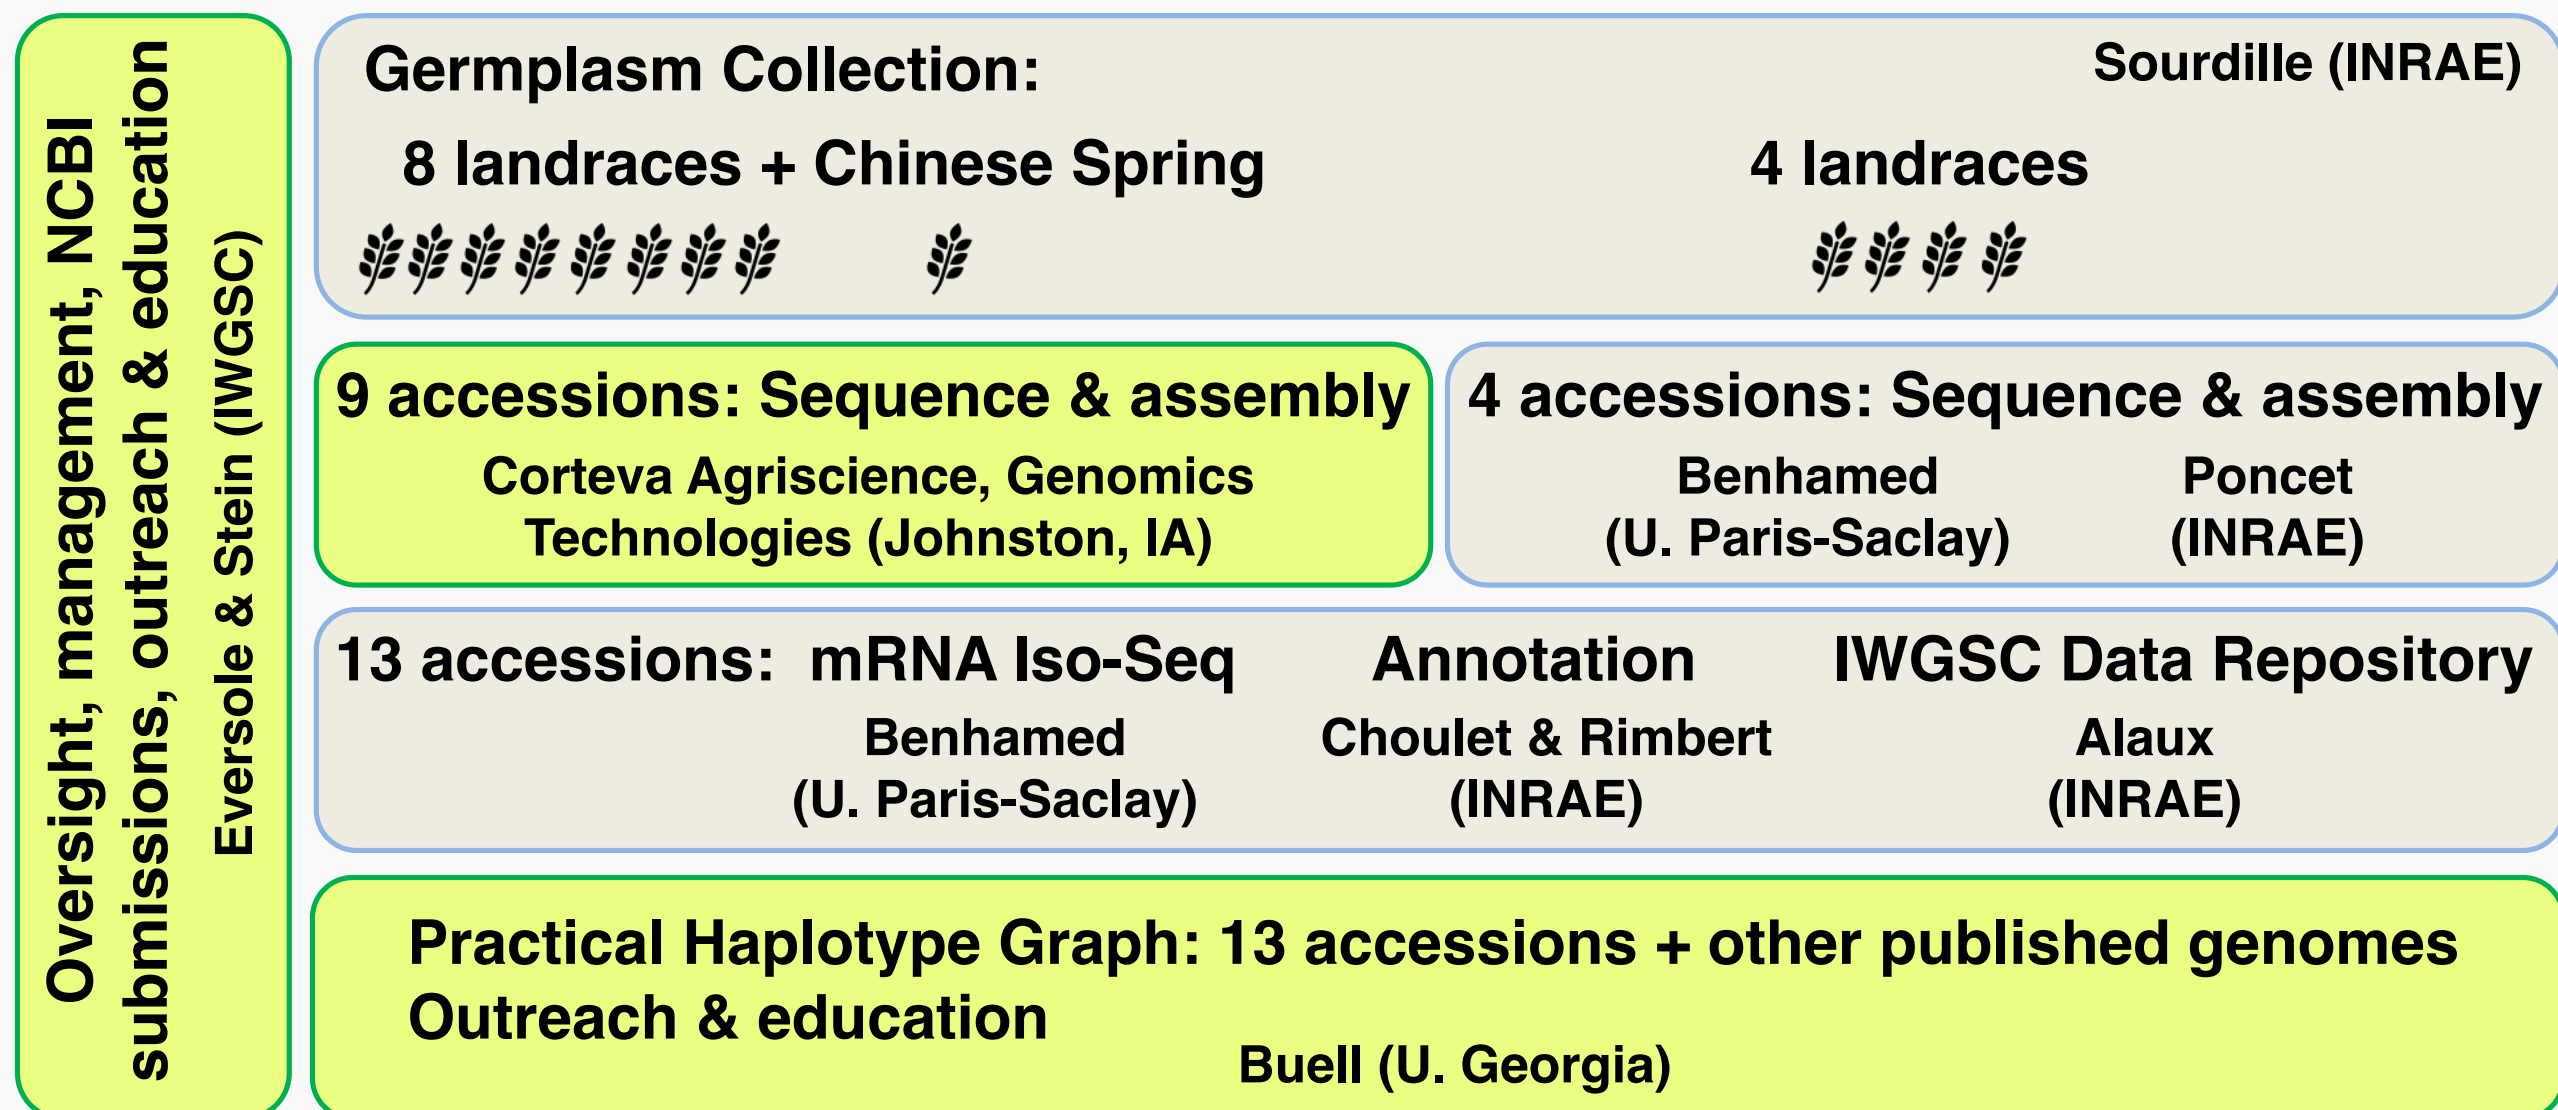 Oversight, management, NCBI
submissions, outreach & education
Eversole & Stein (IWGSC)
Germplasm Collection:
Sourdille (INRAE)
8 landraces + Chinese Spring
4 landraces
9 accessions: Sequence & assembly
Corteva Agriscience, Genomics
Technologies (Johnston, IA)
4 accessions: Sequence & assembly
Benhamed
(U. Paris-Saclay)
Poncet
(INRAE)
13 accessions: mRNA Iso-Seq
Benhamed
(U. Paris-Saclay)
Annotation
Choulet & Rimbert
(INRAE)
IWGSC Data Repository
Alaux
(INRAE)
Practical Haplotype Graph: 13 accessions + other published genomes
Outreach & education
Buell (U. Georgia)